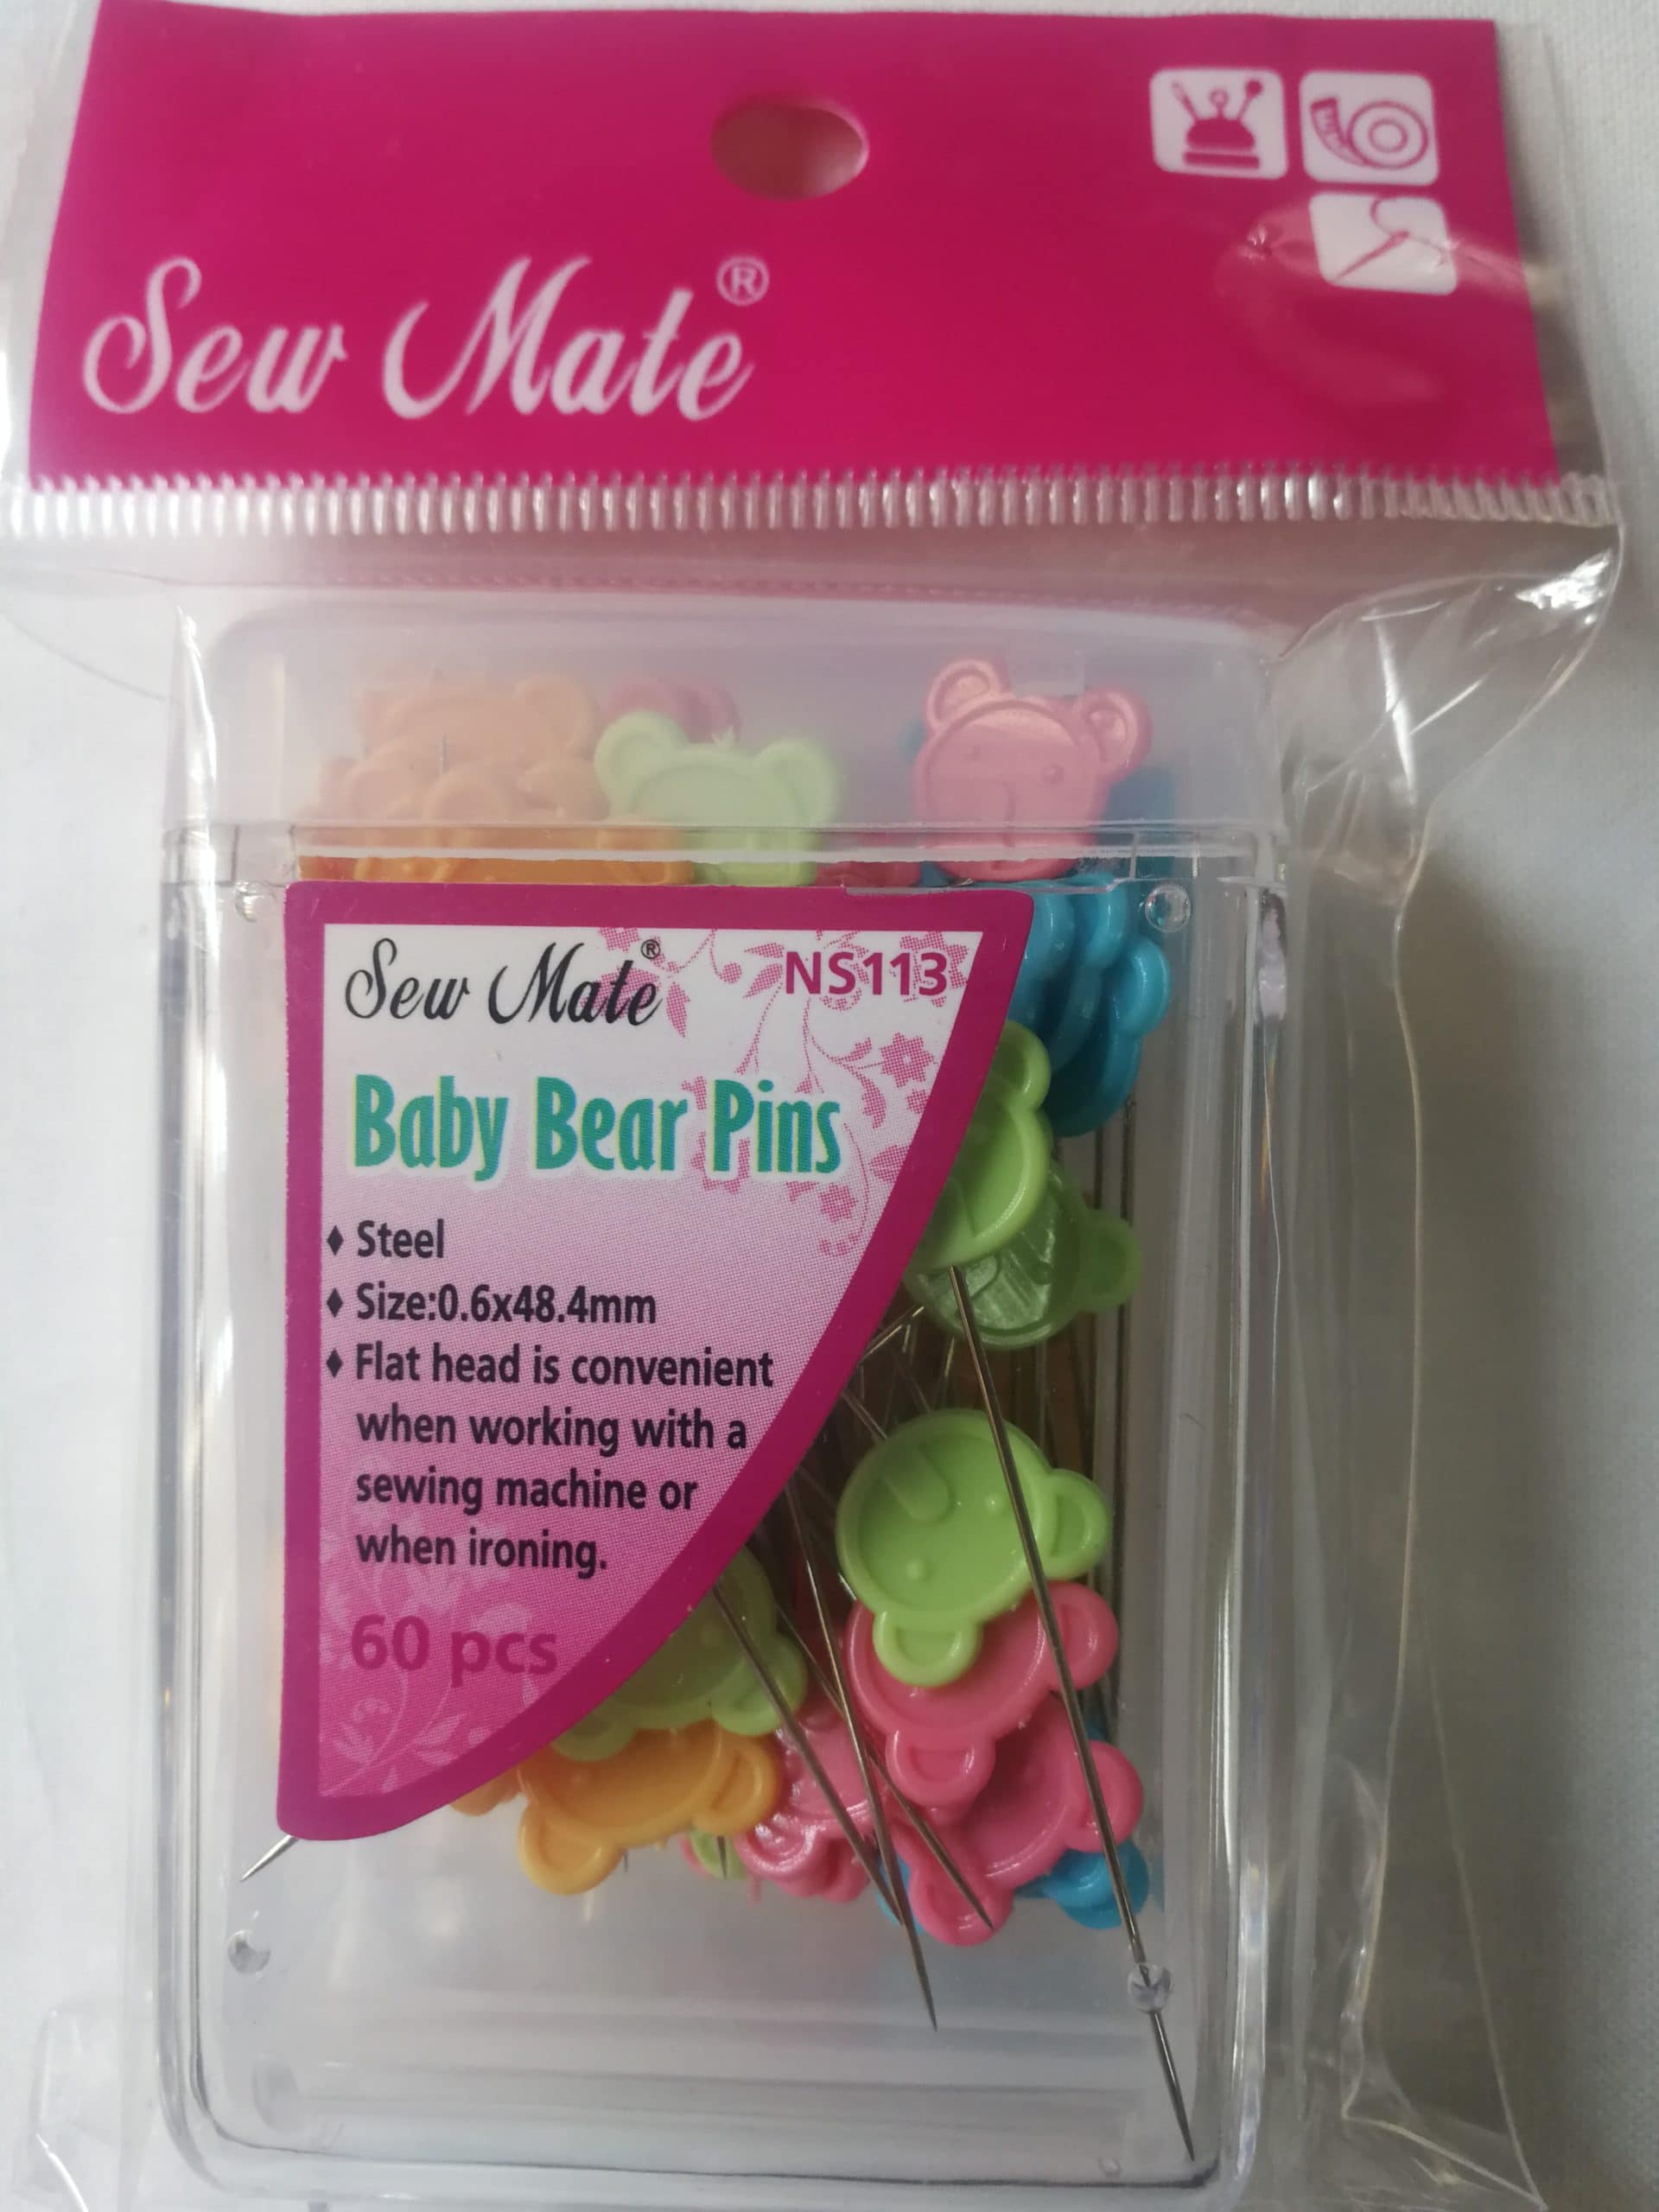 Sew Mate®
Sew Mate® NS113
Baby Bear Pins
♦ Steel
♦ Size:0.6x48.4mm
♦ Flat head is convenient
when working with a
sewing machine or
when ironing.
60 pcs